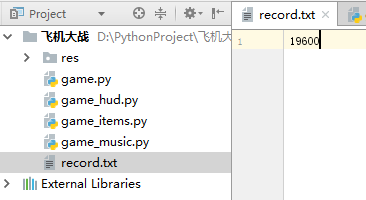 Project
record.txt
飞机大战 D:\PythonProject\飞机大
1 19600
res
game.py
game_hud.py
game_items.py
game_music.py
record.txt
External Libraries